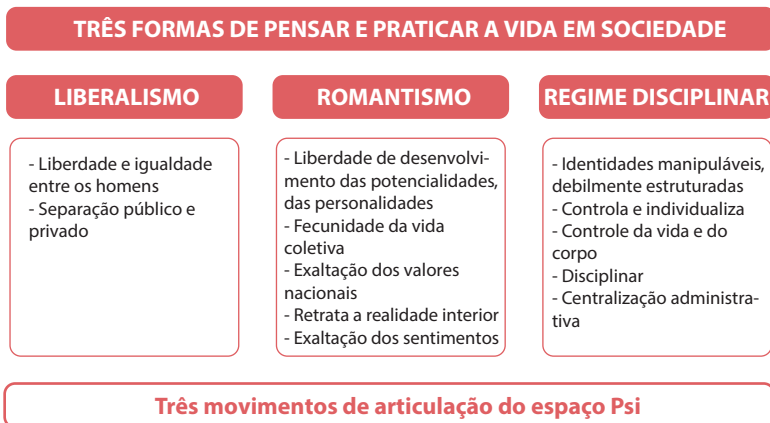 TRÊS FORMAS DE PENSAR E PRATICAR A VIDA EM SOCIEDADE
LIBERALISMO
- Liberdade e igualdade
entre os homens
- Separação público e
privado
ROMANTISMO
- Liberdade de desenvolvi-
mento das potencialidades,
das personalidades
- Fecunidade da vida
coletiva
- Exaltação dos valores
nacionais
- Retrata a realidade interior
- Exaltação dos sentimentos
REGIME DISCIPLINAR
- Identidades manipuláveis,
debilmente estruturadas
- Controla e individualiza
- Controle da vida e do
corpo
- Disciplinar
- Centralização administra-
tiva
Três movimentos de articulação do espaço Psi